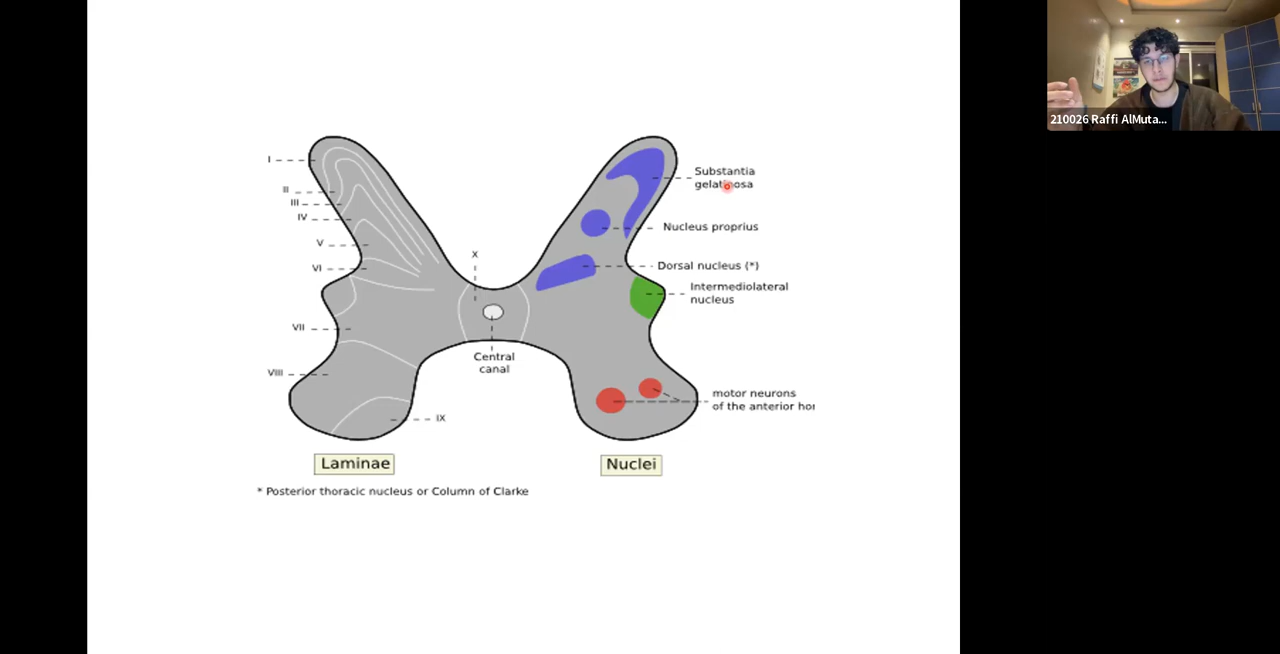 210026 Raffi AlMuta...
I
II
III
IV
V
VI
VII
VIII
IX
X
Central
canal
Substantia
gelatinosa
Nucleus proprius
Dorsal nucleus (*)
Intermediolateral
nucleus
motor neurons
of the anterior hor
Laminae
Nuclei
* Posterior thoracic nucleus or Column of Clarke